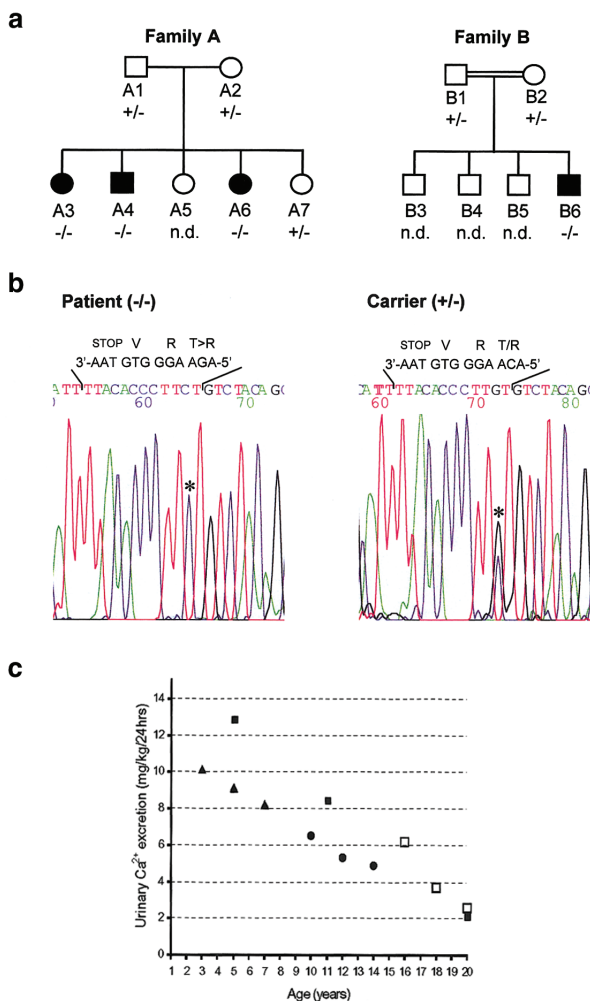 a
Family A
Family B
A1 A2
+/- +/-
B1 B2
+/- +/-
A3 A4 A5 A6 A7
-/- -/- n.d. -/- +/-
B3 B4 B5 B6
n.d. n.d. n.d. -/-
b
Patient (-/-)
Carrier (+/-)
STOP V R T>R
3'-AAT GTG GGA AGA-5'
ATTTTACACCCTTCTGTCTACAGC
60 70
*
STOP V R T/R
3'-AAT GTG GGA ACA-5'
CATTTTACACCCTTGTGTCTACAG
60 70 80
*
c
Urinary Ca2+ excretion (mg/kg/24hrs)
14
12
10
8
6
4
2
0
1 2 3 4 5 6 7 8 9 10 11 12 13 14 15 16 17 18 19 20
Age (years)